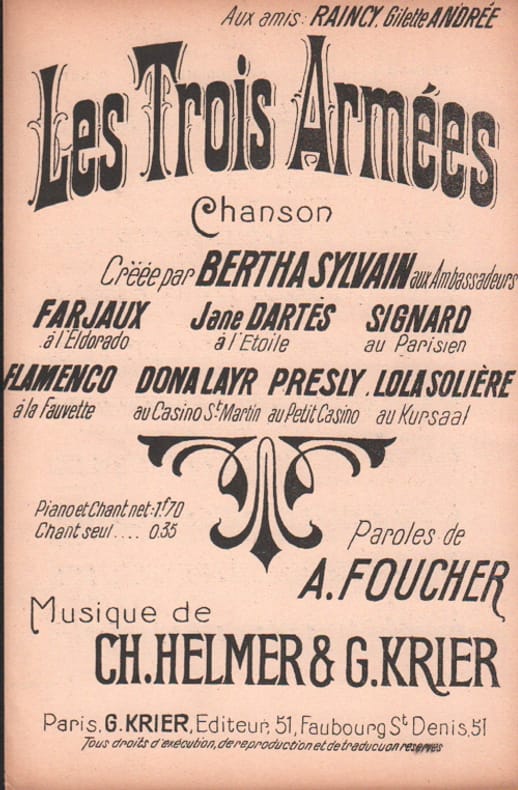 Aux amis: RAINCY, Gilette ANDRÉE
Les Trois Armées
Chanson
Créée par BERTHA SYLVAIN aux Ambassadeurs
FARJAUX Jane DARTÈS SIGNARD
à l'Eldorado à l'Etoile au Parisien
FLAMENCO DONA LAYR PRESLY, LOLA SOLIÈRE
à la Fauvette au Casino St Martin au Petit Casino au Kursaal
Piano et Chant net: 1f70
Chant seul.... 0.35
Paroles de
A. FOUCHER
Musique de
CH. HELMER & G. KRIER
Paris, G. KRIER, Editeur, 51, Faubourg St Denis, 51
Tous droits d'exécution, de reproduction et de traduction reservés